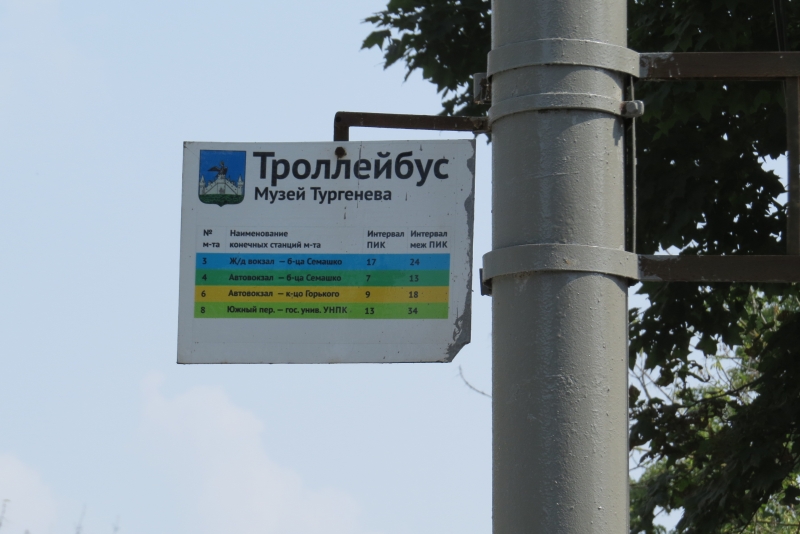 Троллейбус
Музей Тургенева
№ Наименование Интервал Интервал
м-та конечных станций м-та ПИК меж ПИК
3 Ж/д вокзал – б-ца Семашко 17 24
4 Автовокзал – б-ца Семашко 7 13
6 Автовокзал – к-цо Горького 9 18
8 Южный пер. – гос. унив. УНПК 13 34